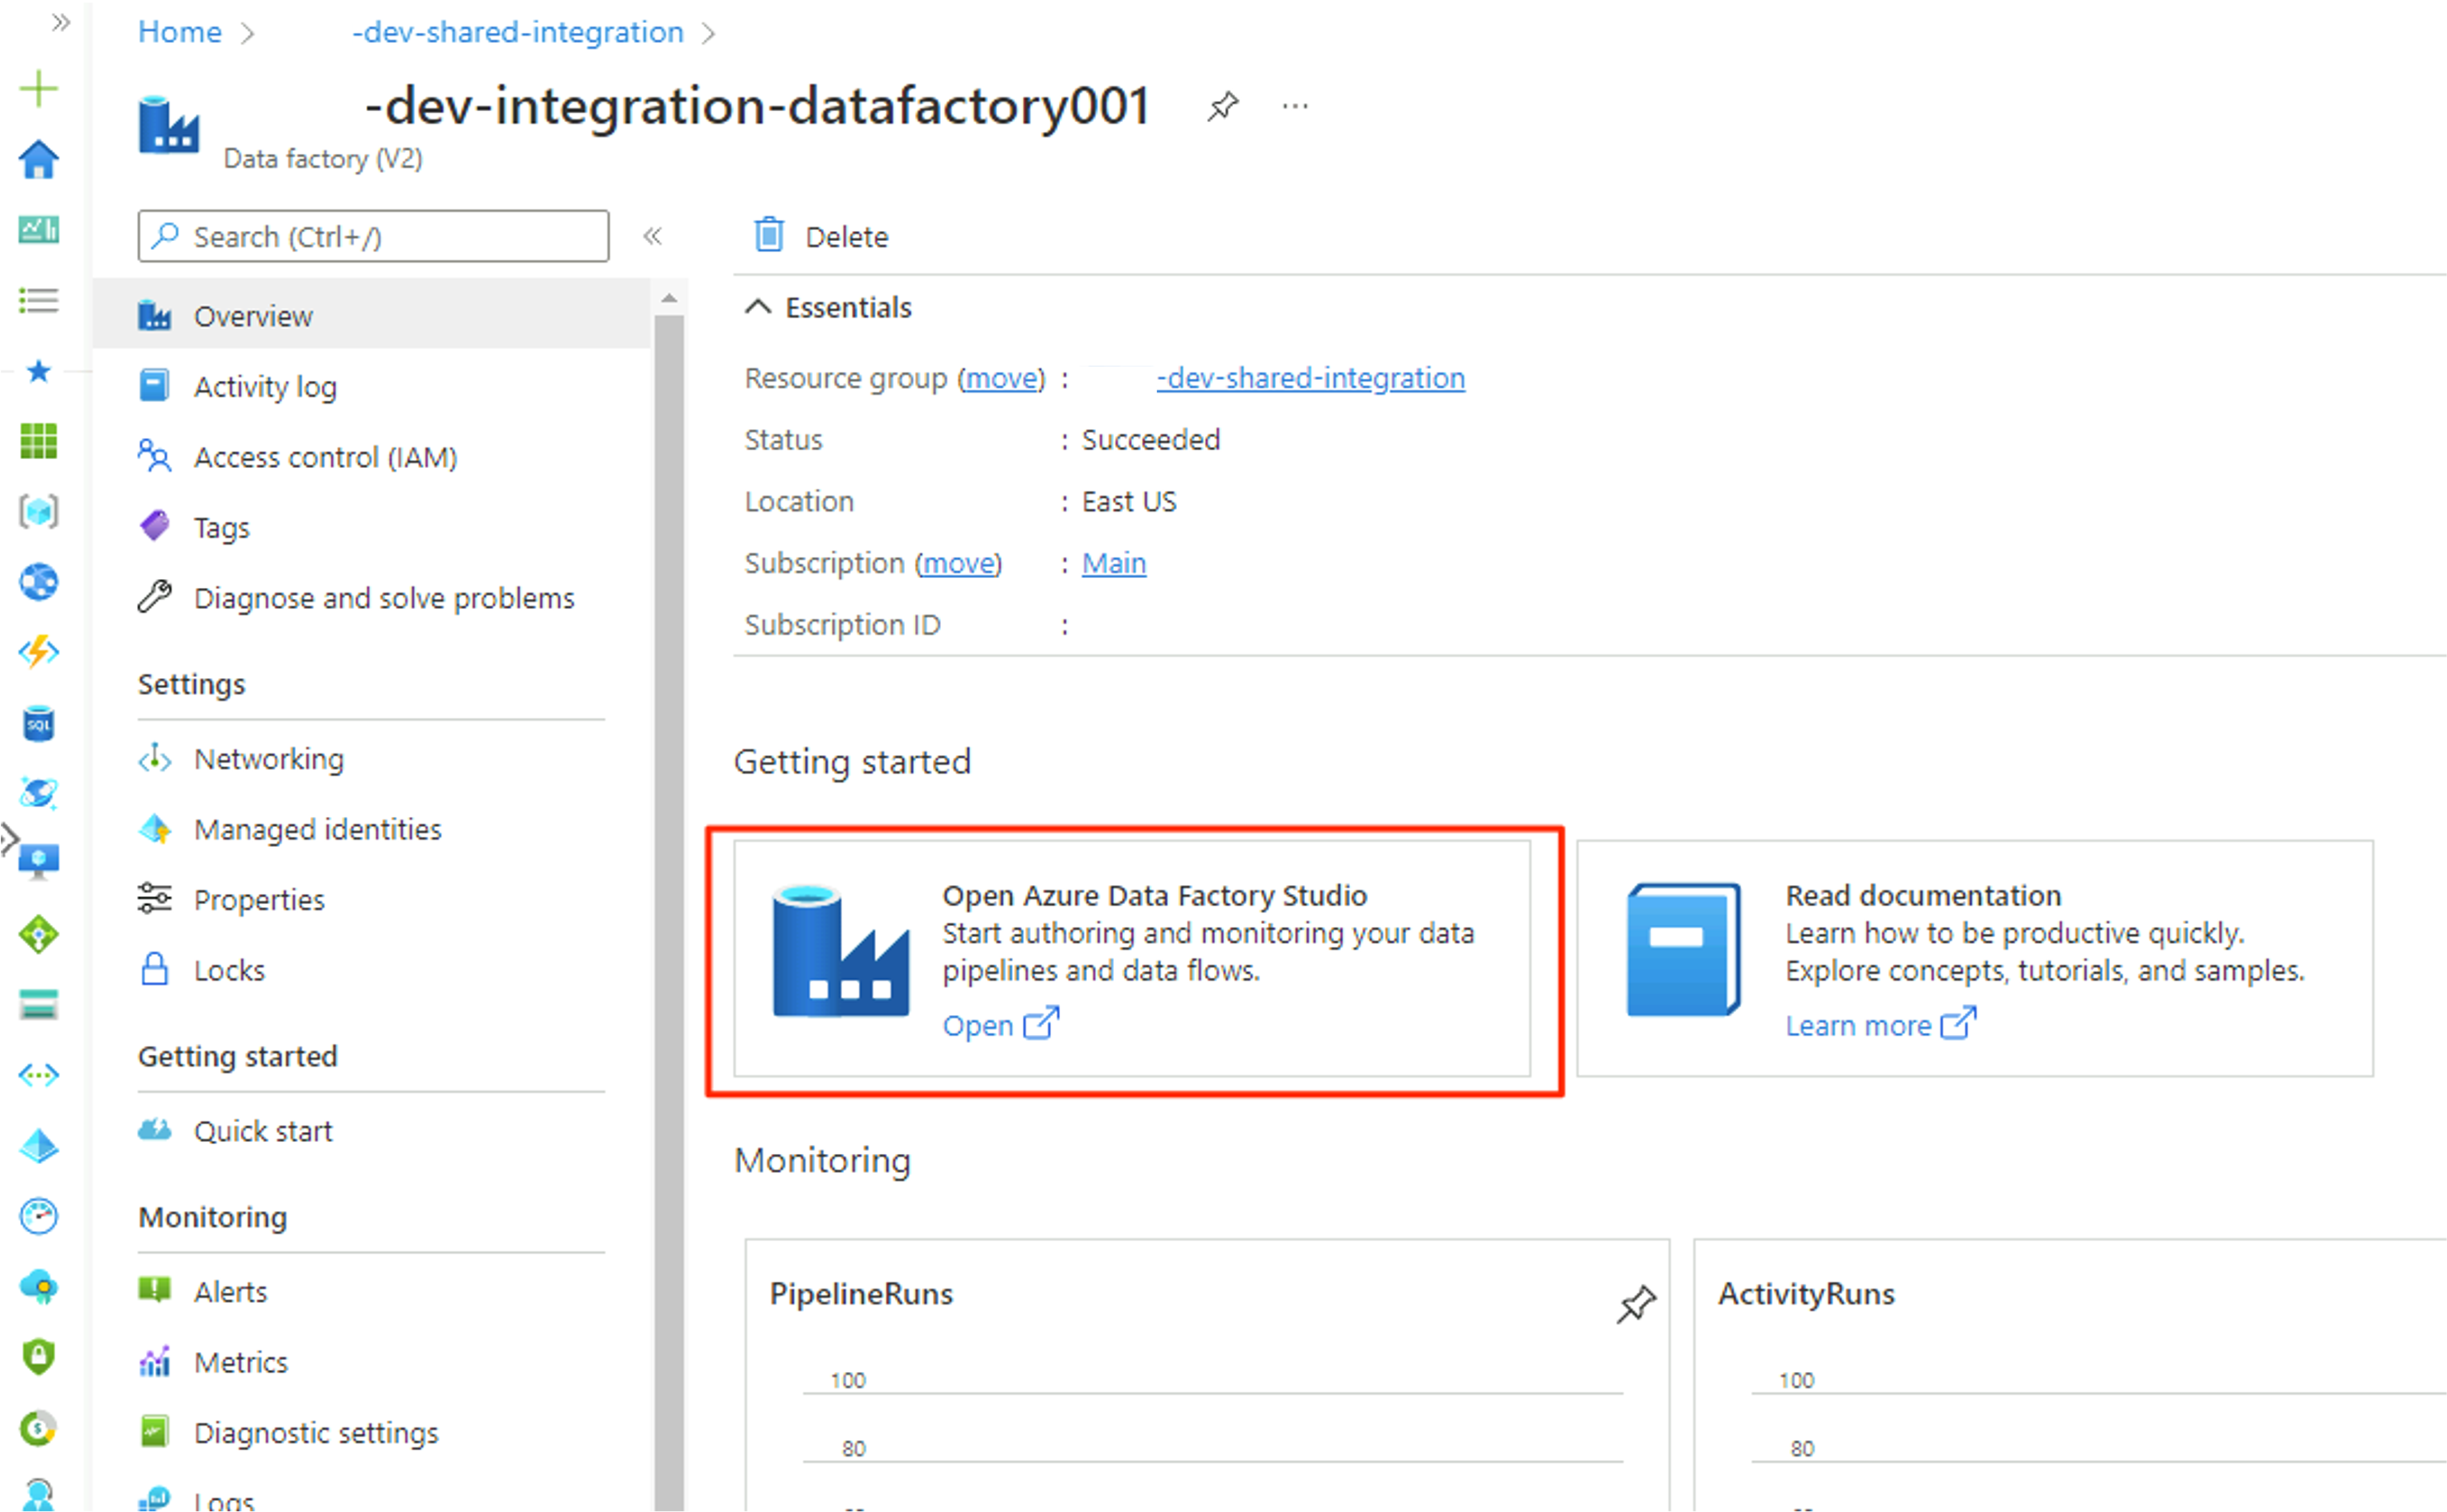 Home
-dev-shared-integration
-dev-integration-datafactory001
Data factory (V2)
Search (Ctrl+/)
Overview
Activity log
Access control (IAM)
Tags
Diagnose and solve problems
Settings
Networking
Managed identities
Properties
Locks
Getting started
Quick start
Monitoring
Alerts
Metrics
Diagnostic settings
Logs
Delete
Essentials
Resource group (move) : -dev-shared-integration
Status : Succeeded
Location : East US
Subscription (move) : Main
Subscription ID :
Getting started
Open Azure Data Factory Studio
Start authoring and monitoring your data
pipelines and data flows.
Open
Read documentation
Learn how to be productive quickly.
Explore concepts, tutorials, and samples.
Learn more
Monitoring
PipelineRuns
100
80
ActivityRuns
100
80
SQL